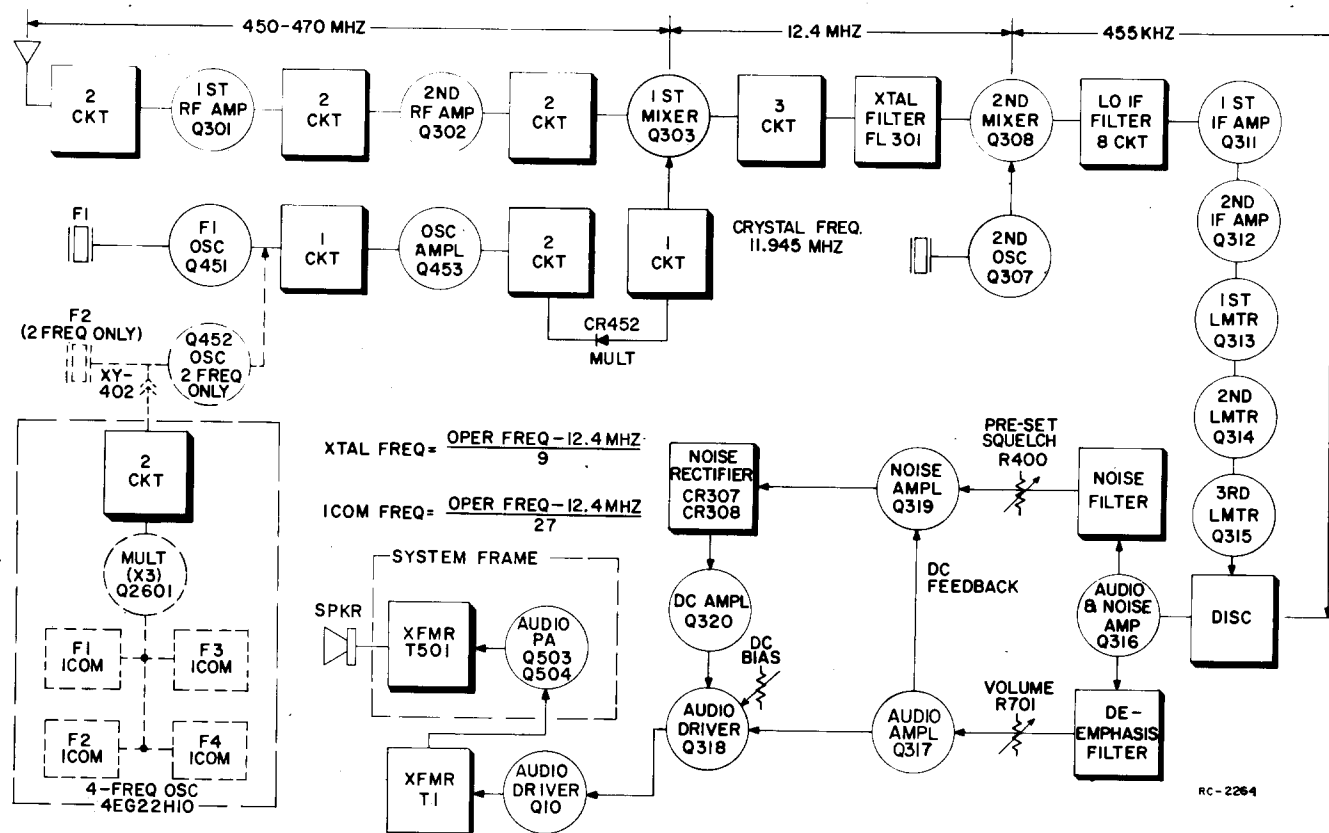 450-470 MHZ
12.4 MHZ
455 KHZ
2
CKT
1ST
RF AMP
Q301
2
CKT
2ND
RF AMP
Q302
2
CKT
1ST
MIXER
Q303
3
CKT
XTAL
FILTER
FL 301
2ND
MIXER
Q308
LO IF
FILTER
8 CKT
1ST
IF AMP
Q311
F1
F1
OSC
Q451
1
CKT
OSC
AMPL
Q453
2
CKT
1
CKT
CRYSTAL FREQ.
11.945 MHZ
2ND
OSC
Q307
2ND
IF AMP
Q312
CR452
MULT
F2
(2 FREQ ONLY)
Q452
OSC
2 FREQ
ONLY
XY-
402
1ST
LMTR
Q313
2ND
LMTR
Q314
3RD
LMTR
Q315
2
CKT
MULT
(X3)
Q2601
F1
ICOM
F3
ICOM
F2
ICOM
F4
ICOM
4-FREQ OSC
4EG22H10
XTAL FREQ= OPER FREQ-12.4 MHZ
9
ICOM FREQ= OPER FREQ-12.4 MHZ
27
NOISE
RECTIFIER
CR307
CR308
NOISE
AMPL
Q319
PRE-SET
SQUELCH
R400
NOISE
FILTER
SYSTEM FRAME
SPKR
XFMR
T501
AUDIO
PA
Q503
Q504
DC AMPL
Q320
DC
BIAS
DC
FEEDBACK
AUDIO
& NOISE
AMP
Q316
DISC
XFMR
T1
AUDIO
DRIVER
Q10
AUDIO
DRIVER
Q318
AUDIO
AMPL
Q317
VOLUME
R701
DE-
EMPHASIS
FILTER
RC-2264